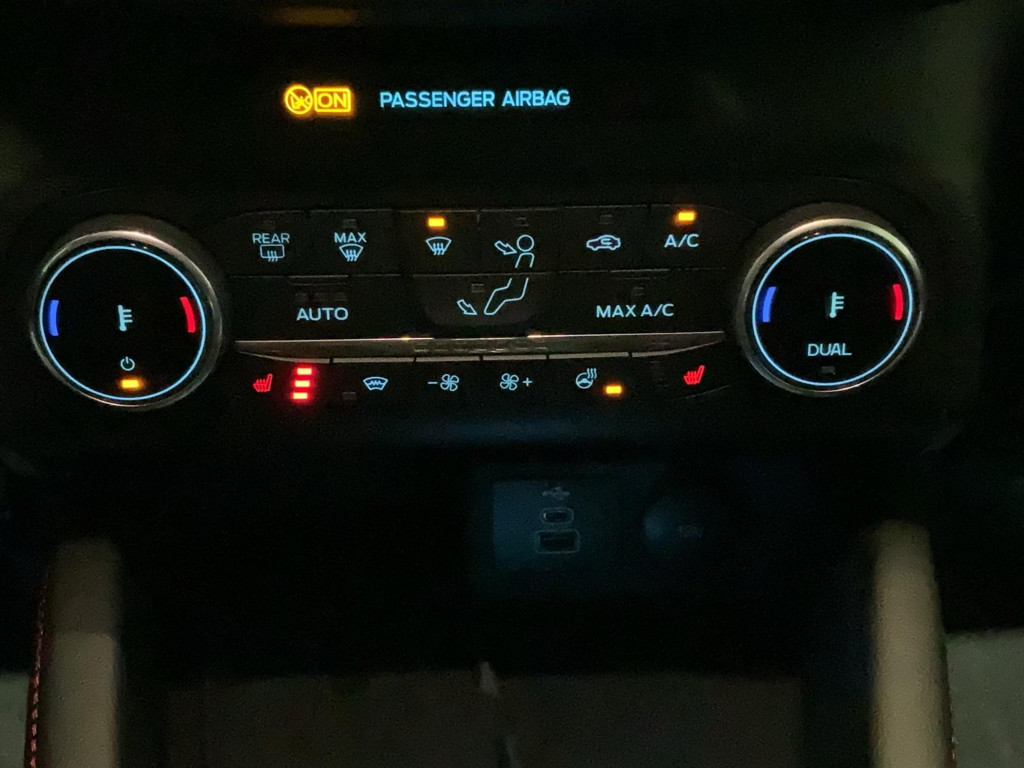 ON PASSENGER AIRBAG
REAR MAX A/C
AUTO MAX A/C
DUAL
- +